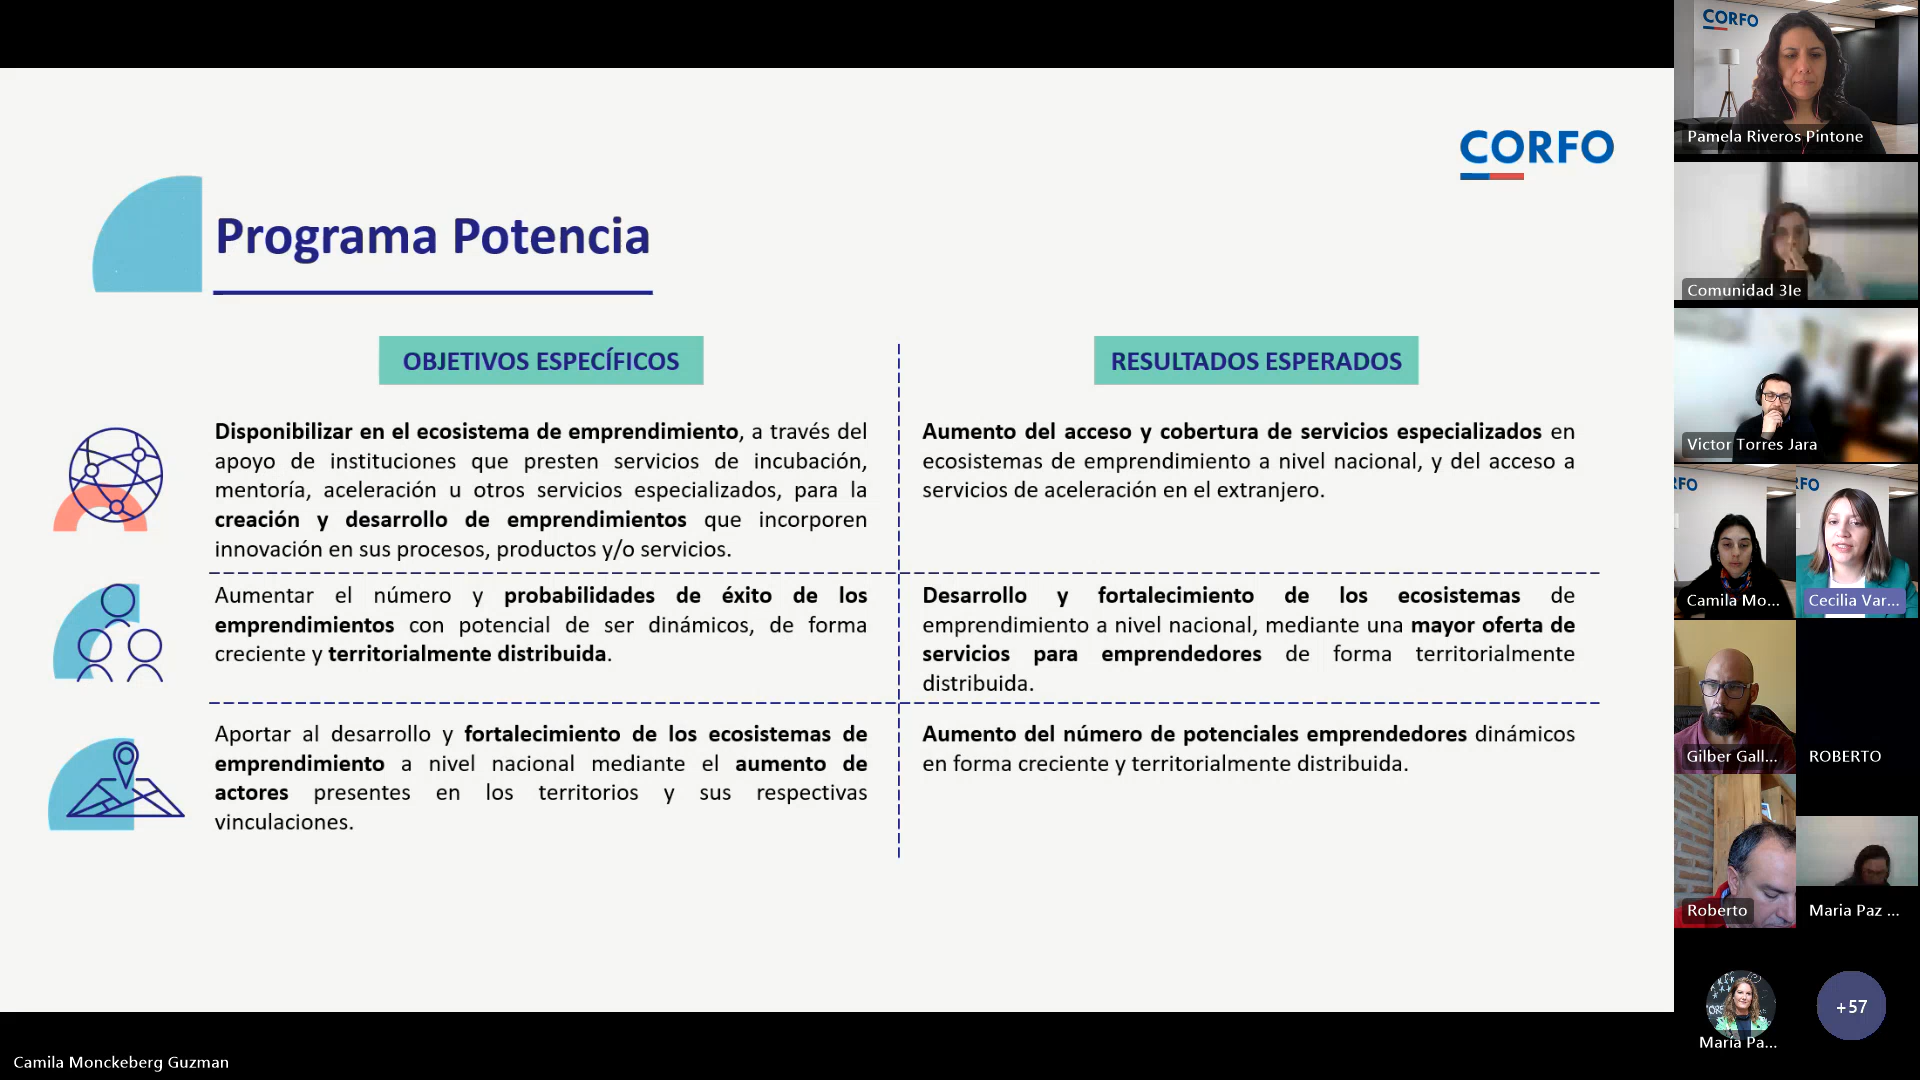 CORFO
Programa Potencia
OBJETIVOS ESPECÍFICOS
Disponibilizar en el ecosistema de emprendimiento, a través del
apoyo de instituciones que presten servicios de incubación,
mentoría, aceleración u otros servicios especializados, para la
creación y desarrollo de emprendimientos que incorporen
innovación en sus procesos, productos y/o servicios.
Aumentar el número y probabilidades de éxito de los
emprendimientos con potencial de ser dinámicos, de forma
creciente y territorialmente distribuida.
Aportar al desarrollo y fortalecimiento de los ecosistemas de
emprendimiento a nivel nacional mediante el aumento de
actores presentes en los territorios y sus respectivas
vinculaciones.
RESULTADOS ESPERADOS
Aumento del acceso y cobertura de servicios especializados en
ecosistemas de emprendimiento a nivel nacional, y del acceso a
servicios de aceleración en el extranjero.
Desarrollo y fortalecimiento de los ecosistemas de
emprendimiento a nivel nacional, mediante una mayor oferta de
servicios para emprendedores de forma territorialmente
distribuida.
Aumento del número de potenciales emprendedores dinámicos
en forma creciente y territorialmente distribuida.
Camila Monckeberg Guzman
CORFO
Pamela Riveros Pintone
Comunidad 3Ie
Victor Torres Jara
RFO
RFO
Camila Mo...
Cecilia Var...
Gilber Gall...
ROBERTO
Roberto
Maria Paz ...
Maria Pa...
+57